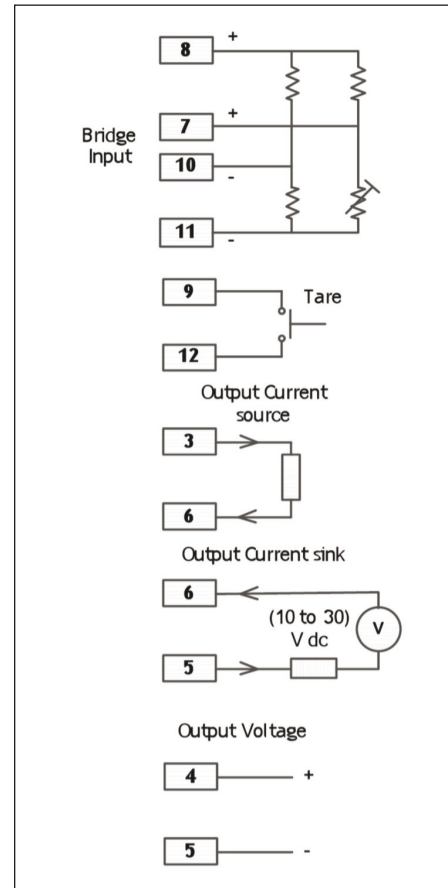 8 +
7 +
Bridge
Input
10 -
11 -
9
Tare
12
Output Current
source
3
6
Output Current sink
6
(10 to 30)
V dc
V
5
Output Voltage
4 +
5 -